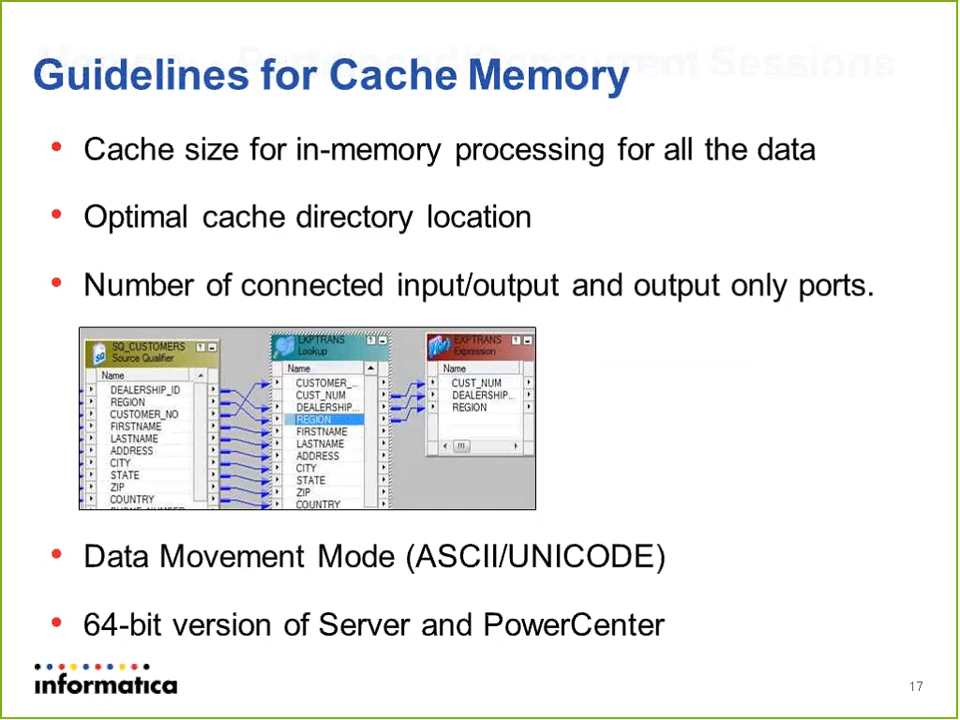 Guidelines for Cache Memory
• Cache size for in-memory processing for all the data
• Optimal cache directory location
• Number of connected input/output and output only ports.
SQ_CUSTOMERS
Source Qualifier
Name
DEALERSHIP_ID
REGION
CUSTOMER_NO
FIRSTNAME
LASTNAME
ADDRESS
CITY
STATE
ZIP
COUNTRY
LKPTRANS
Lookup
Name
CUSTOMER_...
CUST_NUM
DEALERSHIP...
REGION
FIRSTNAME
LASTNAME
ADDRESS
CITY
STATE
ZIP
COUNTRY
EXPTRANS
Expression
Name
CUST_NUM
DEALERSHIP...
REGION
• Data Movement Mode (ASCII/UNICODE)
• 64-bit version of Server and PowerCenter
informatica
17